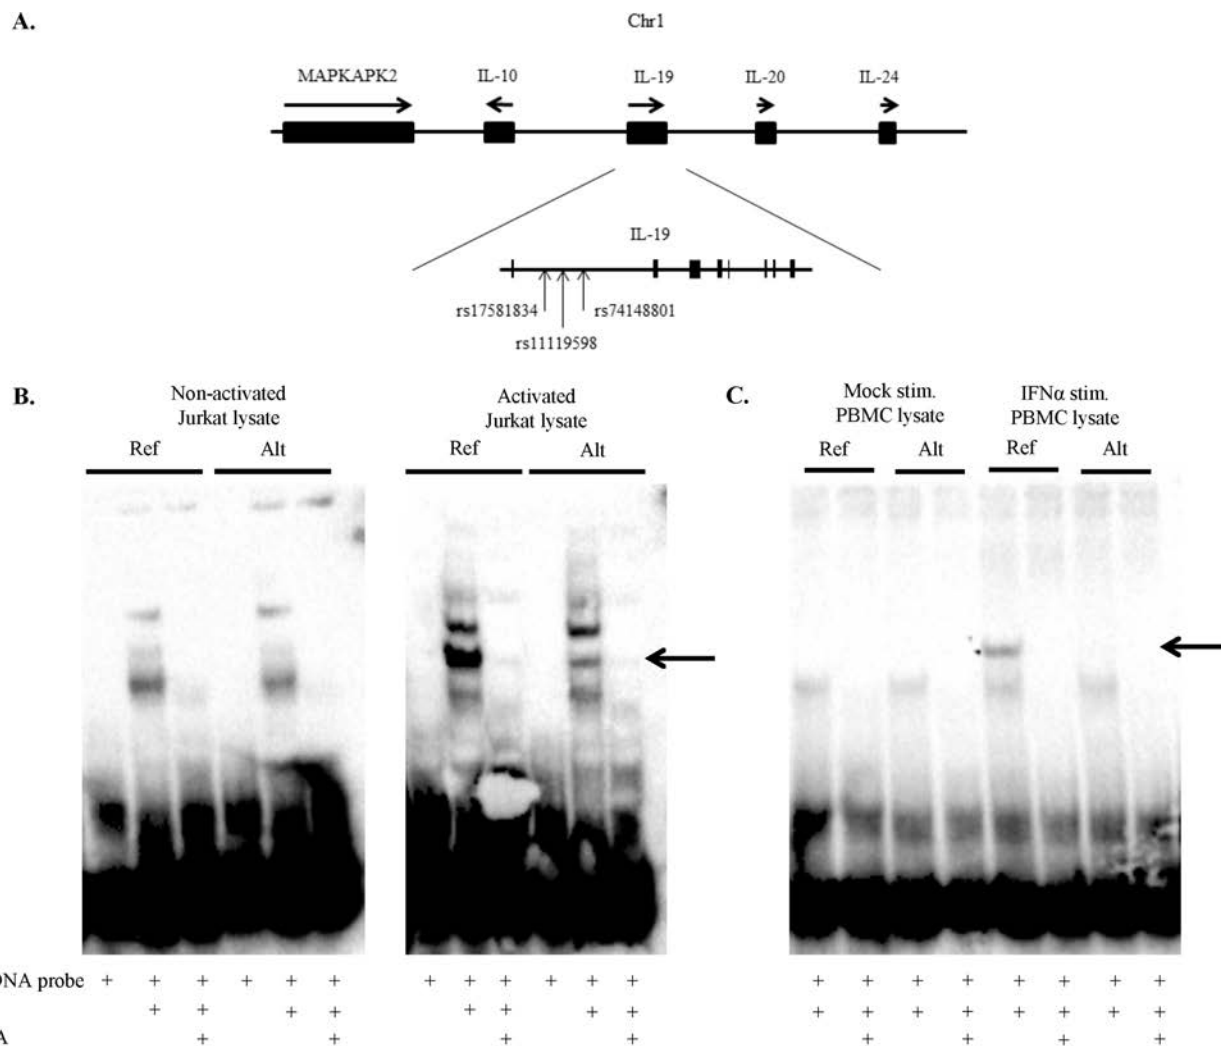 A.
Chr1
MAPKAPK2 IL-10 IL-19 IL-20 IL-24
IL-19
rs17581834 rs74148801
rs11119598
B.
Non-activated
Jurkat lysate
Ref Alt
Activated
Jurkat lysate
Ref Alt
C.
Mock stim.
PBMC lysate
IFNα stim.
PBMC lysate
Ref Alt Ref Alt
NA probe + + + + + + + + + + + + + + + + + + + +
+ + + + + + + + + + + + + + + +
A + + + + + + + +